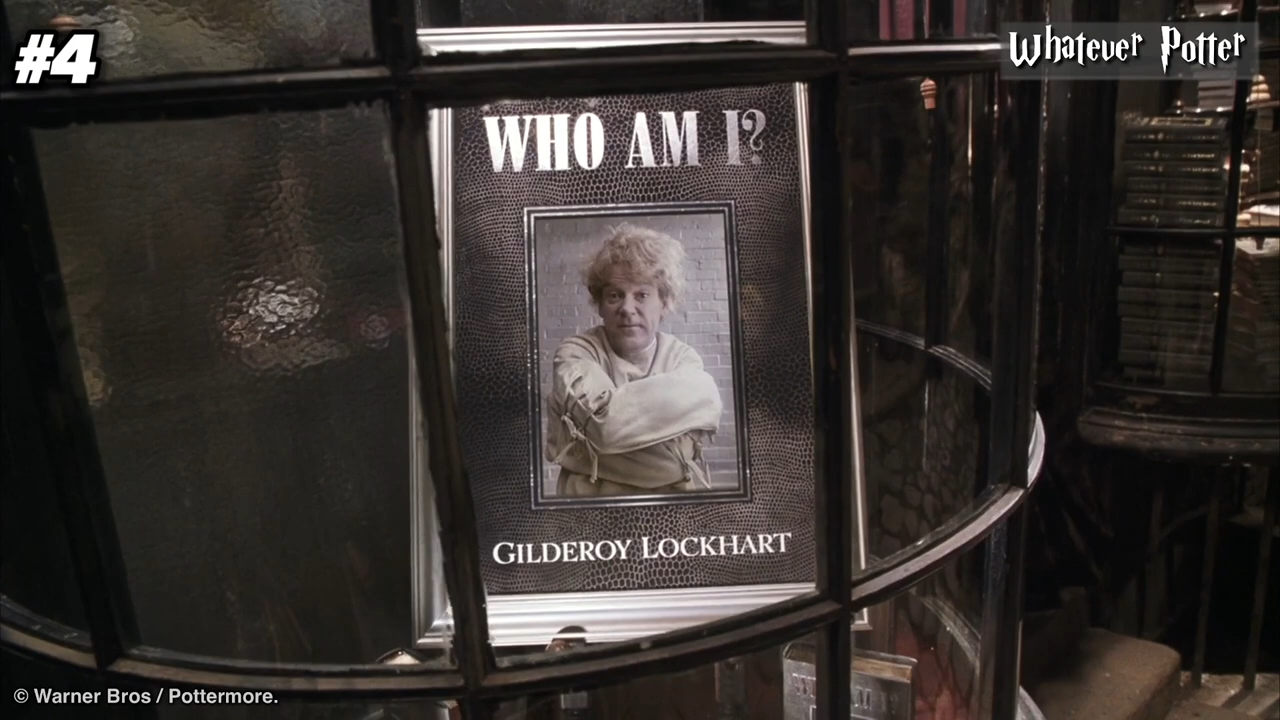 #4
Whatever Potter
WHO AM I?
GILDEROY LOCKHART
© Warner Bros / Pottermore.